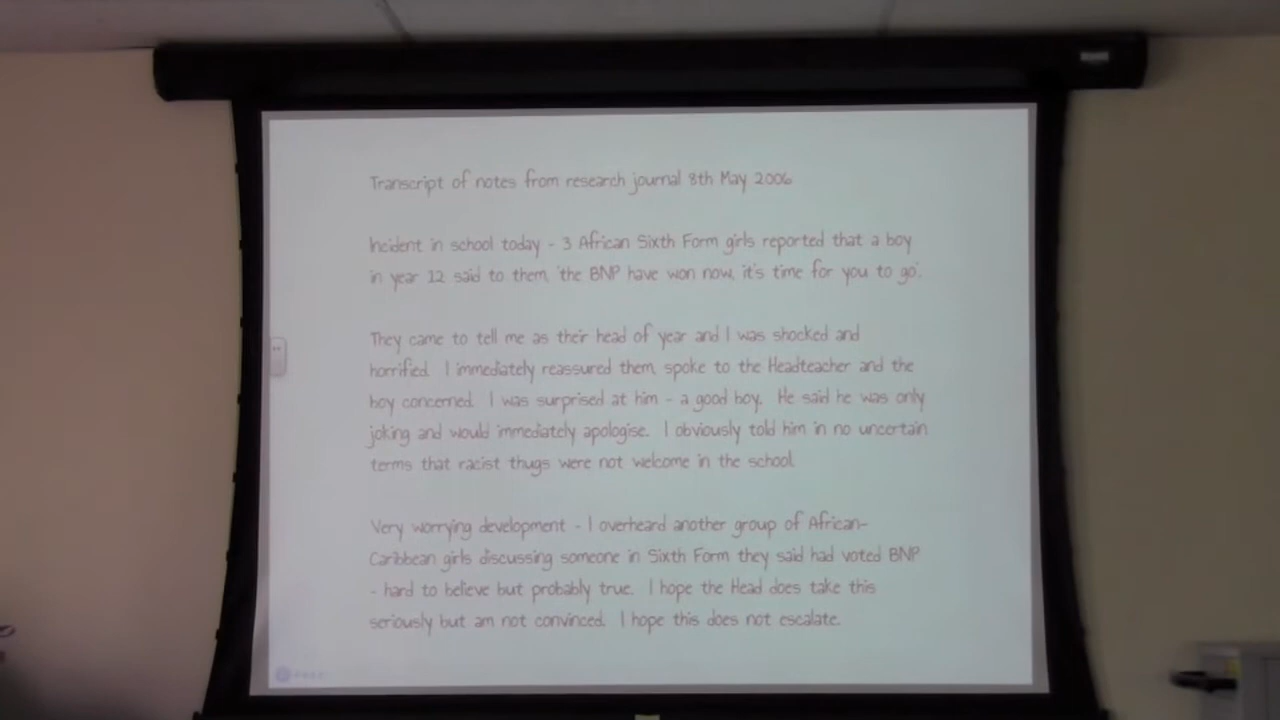 Transcript of notes from research journal 8th May 2006
Incident in school today - 3 African Sixth Form girls reported that a boy
in year 12 said to them, 'the BNP have won now, it's time for you to go'.
They came to tell me as their head of year and I was shocked and
horrified. I immediately reassured them, spoke to the Headteacher and the
boy concerned. I was surprised at him - a good boy. He said he was only
joking and would immediately apologise. I obviously told him in no uncertain
terms that racist thugs were not welcome in the school.
Very worrying development - I overheard another group of African-
Caribbean girls discussing someone in Sixth Form they said had voted BNP
- hard to believe but probably true. I hope the Head does take this
seriously but am not convinced. I hope this does not escalate.